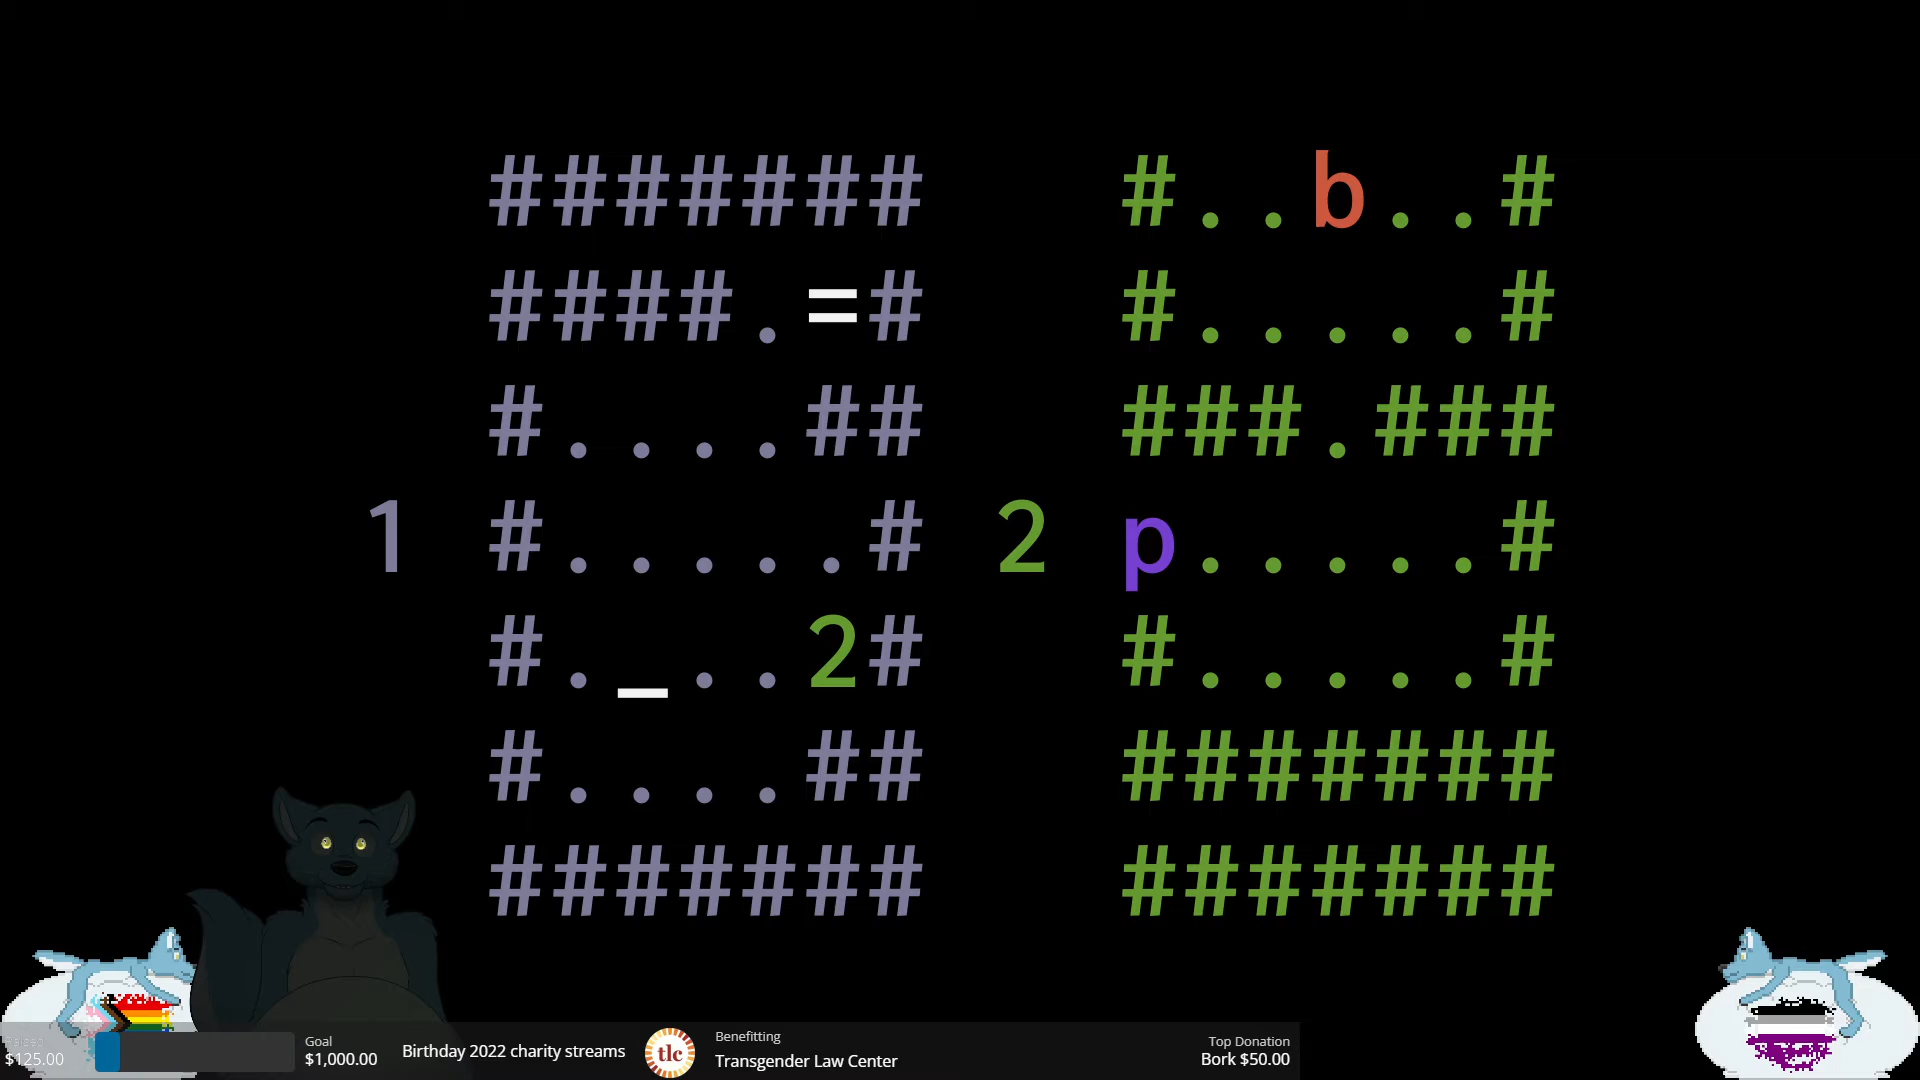 ####### #..b..#
####.=# #.....#
#....## ###.###
1 #.....# 2 p.....#
#._..2# #.....#
#....## #######
####### #######
Goal
$125.00 $1,000.00 Birthday 2022 charity streams
tlc
Benefitting
Transgender Law Center
Top Donation
Bork $50.00